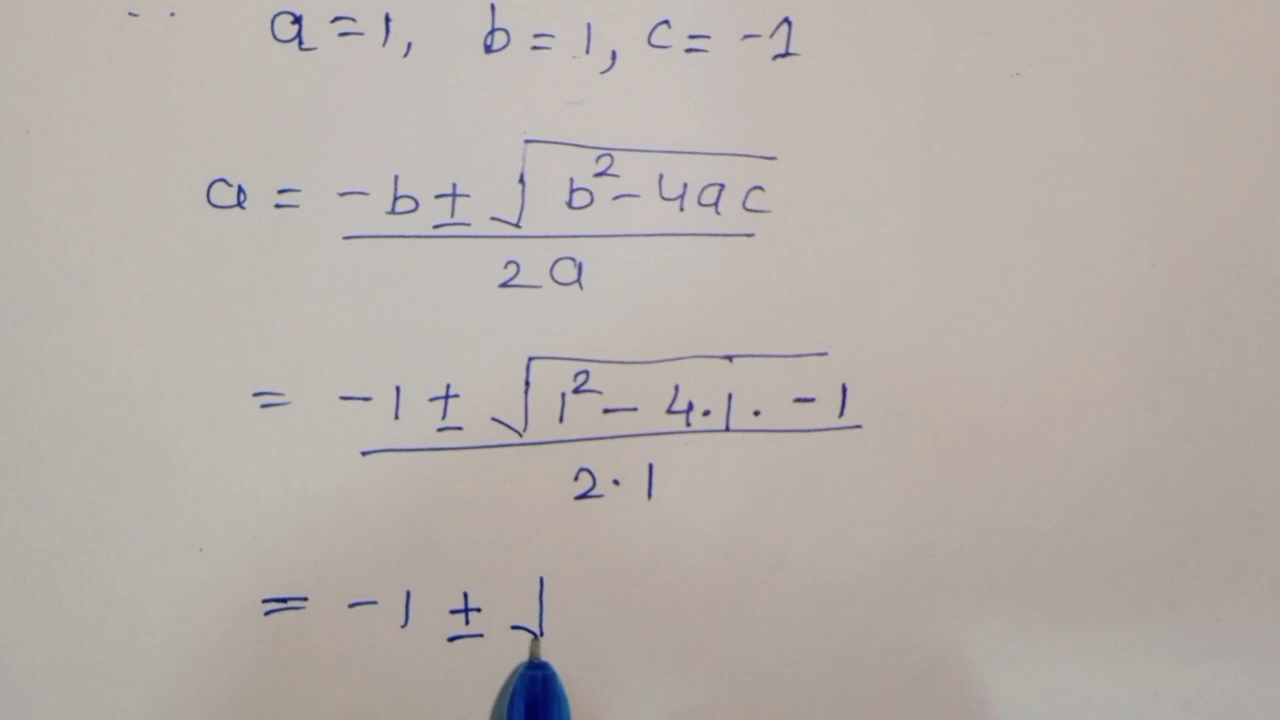 a = 1, b = 1, c = -1
a = -b ± √(b² - 4ac)
2a
= -1 ± √(1² - 4·1·-1)
2·1
= -1 ± √